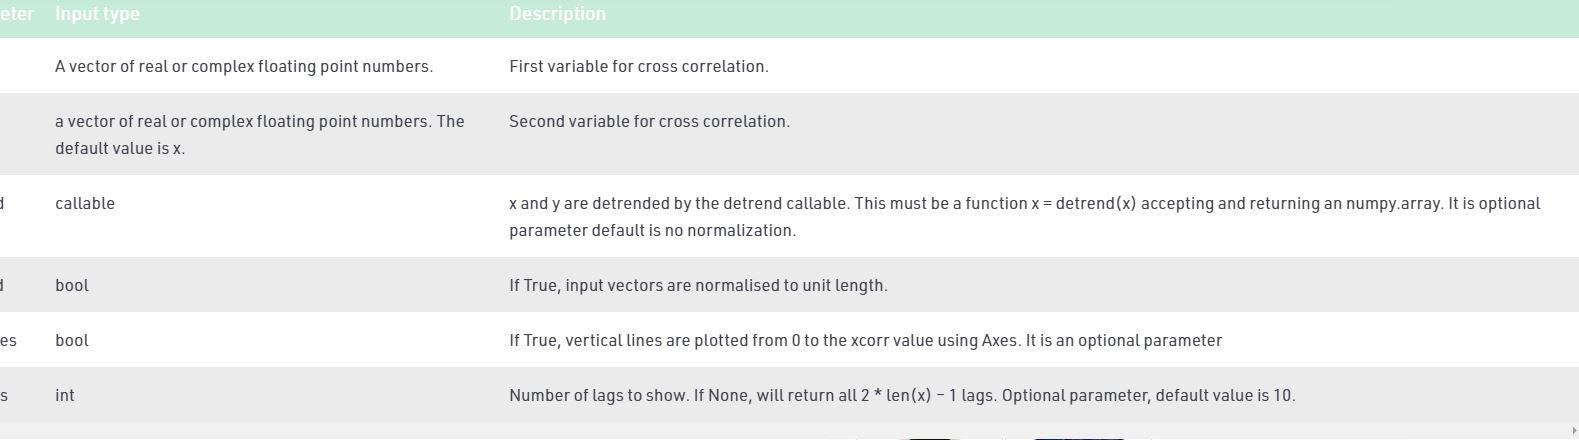 eter Input type Description
A vector of real or complex floating point numbers. First variable for cross correlation.
a vector of real or complex floating point numbers. The Second variable for cross correlation.
default value is x.
d callable x and y are detrended by the detrend callable. This must be a function x = detrend(x) accepting and returning an numpy.array. It is optional
parameter default is no normalization.
d bool If True, input vectors are normalised to unit length.
es bool If True, vertical lines are plotted from 0 to the xcorr value using Axes. It is an optional parameter
s int Number of lags to show. If None, will return all 2 * len(x) – 1 lags. Optional parameter, default value is 10.